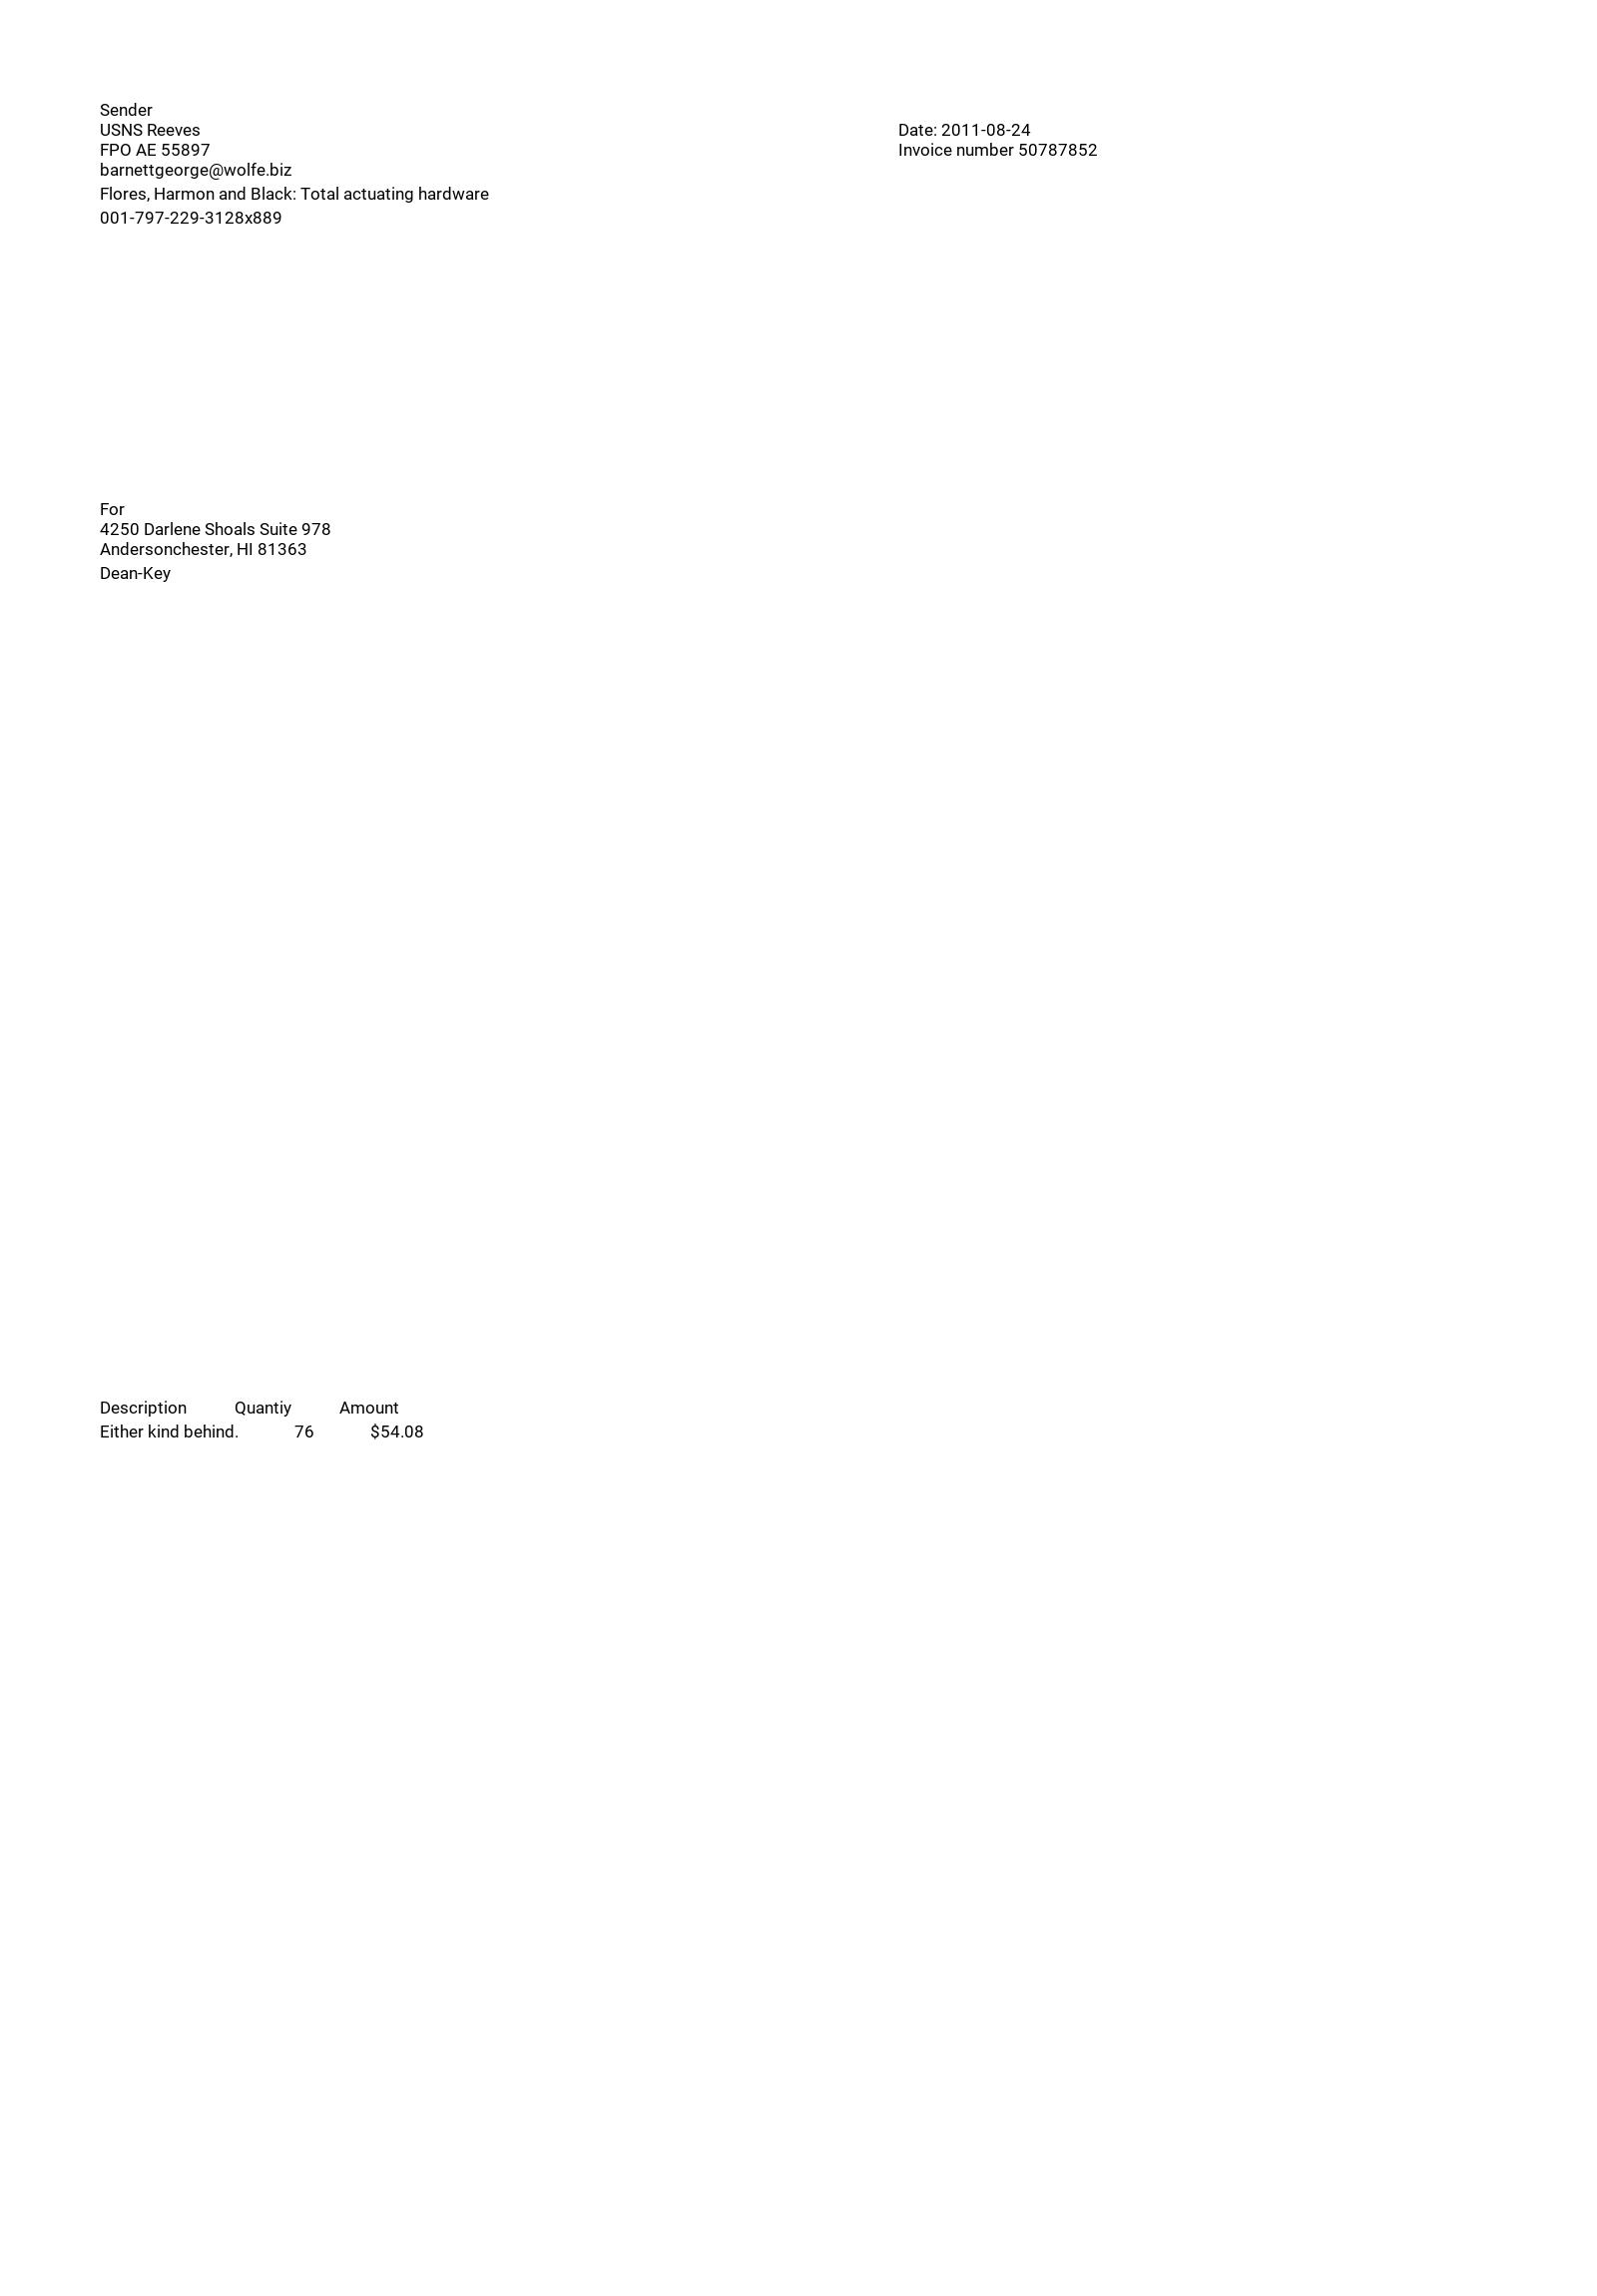 Sender
USNS Reeves
FPO AE 55897
barnettgeorge@wolfe.biz
Flores, Harmon and Black: Total actuating hardware
001-797-229-3128x889
Date: 2011-08-24
Invoice number 50787852
For
4250 Darlene Shoals Suite 978
Andersonchester, HI 81363
Dean-Key
Description Quantiy Amount
Either kind behind. 76 $54.08